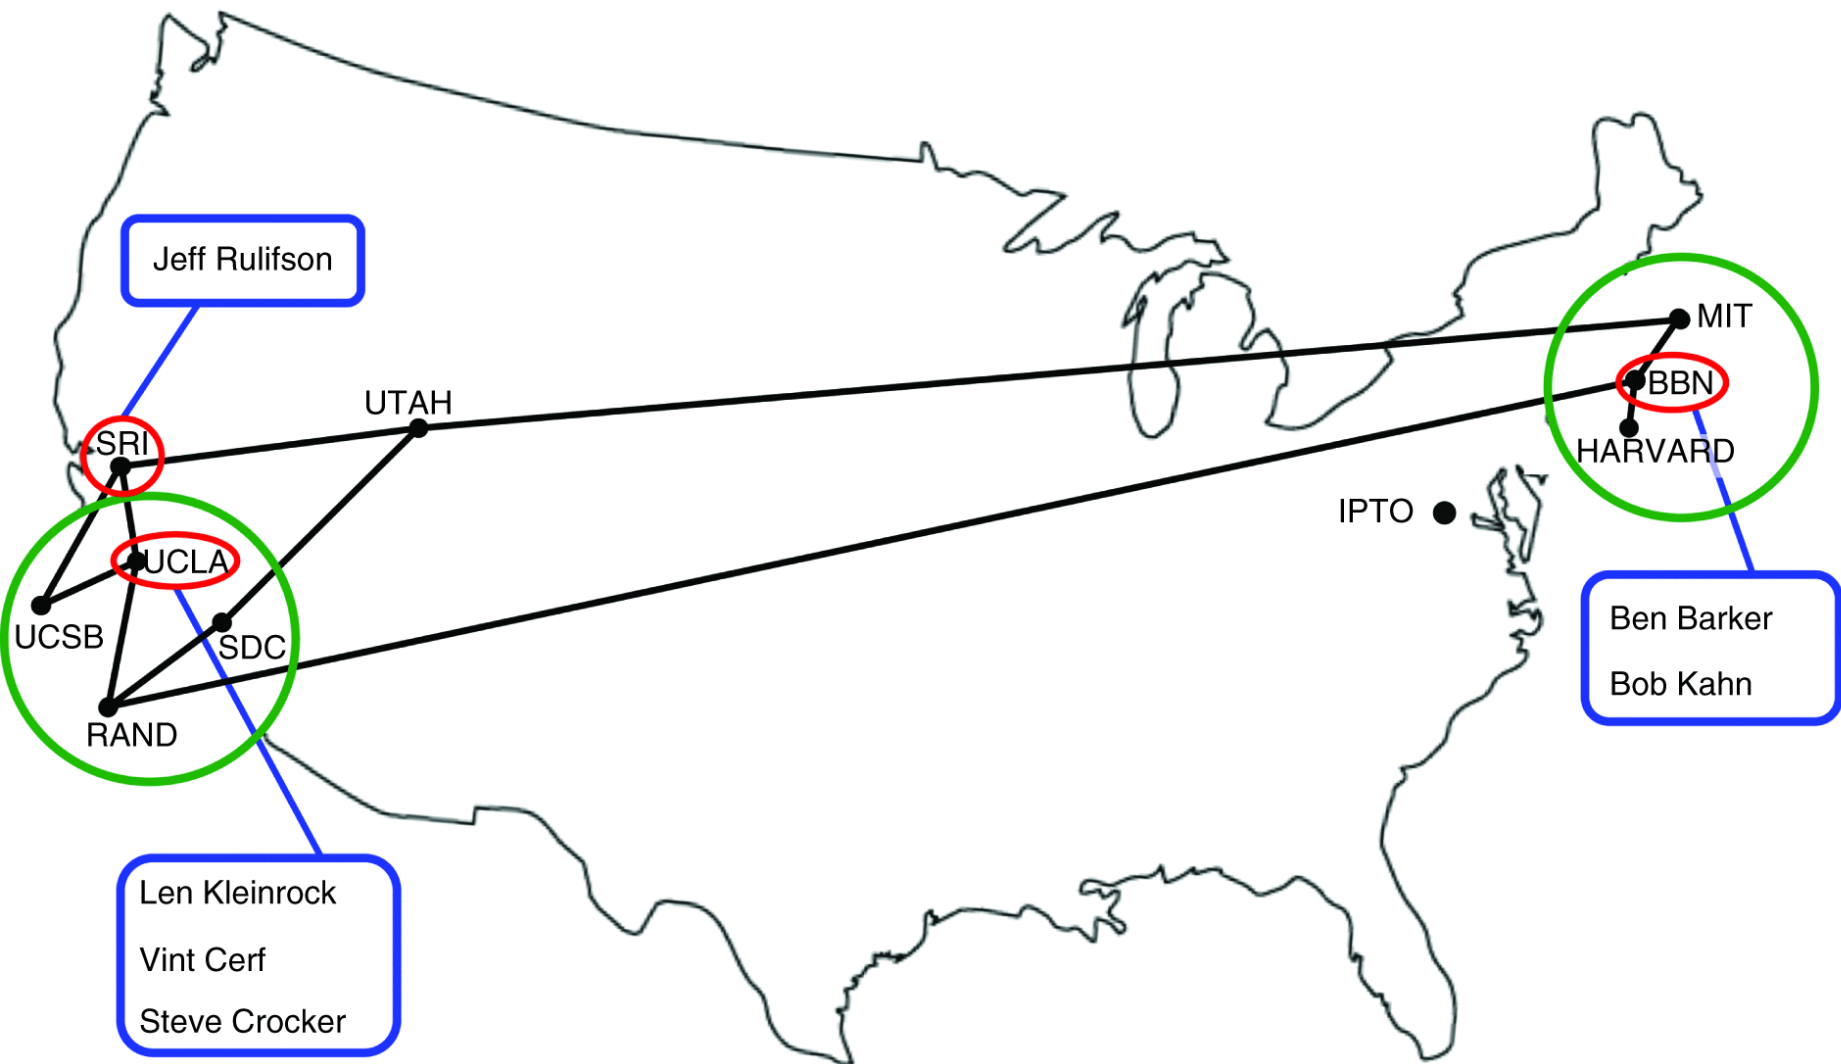 Jeff Rulifson
MIT
BBN
UTAH
SRI
HARVARD
IPTO
UCLA
UCSB
SDC
RAND
Ben Barker
Bob Kahn
Len Kleinrock
Vint Cerf
Steve Crocker